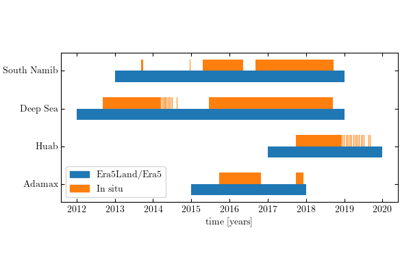 South Namib
Deep Sea
Huab
Adamax
Era5Land/Era5
In situ
2012 2013 2014 2015 2016 2017 2018 2019 2020
time [years]